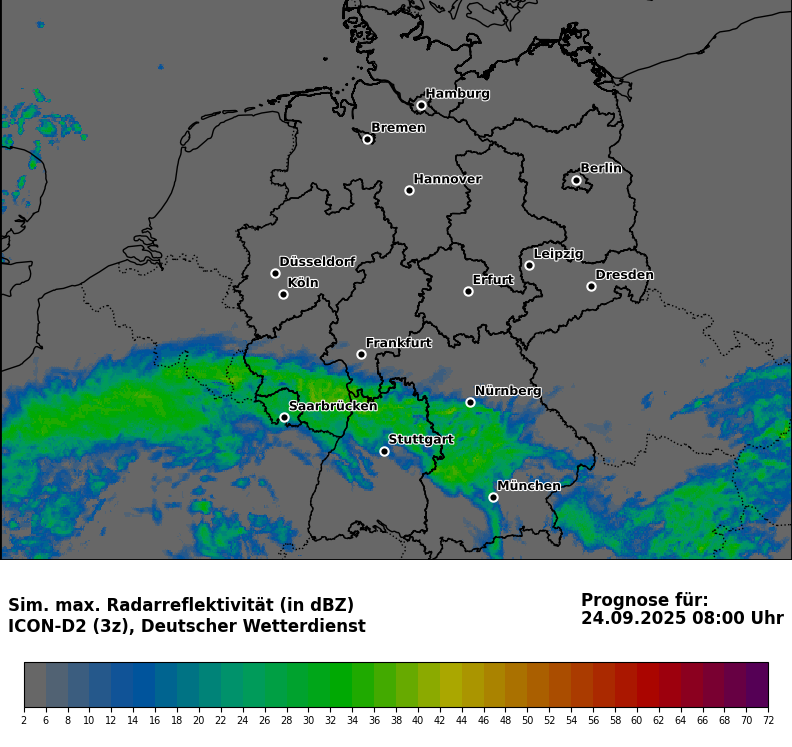 Hamburg
Bremen
Berlin
Hannover
Leipzig
Düsseldorf
Dresden
Erfurt
Köln
Frankfurt
Nürnberg
Saarbrücken
Stuttgart
München
Sim. max. Radarreflektivität (in dBZ)
ICON-D2 (3z), Deutscher Wetterdienst
Prognose für:
24.09.2025 08:00 Uhr
2 6 8 10 12 14 16 18 20 22 24 26 28 30 32 34 36 38 40 42 44 46 48 50 52 54 56 58 60 62 64 66 68 70 72